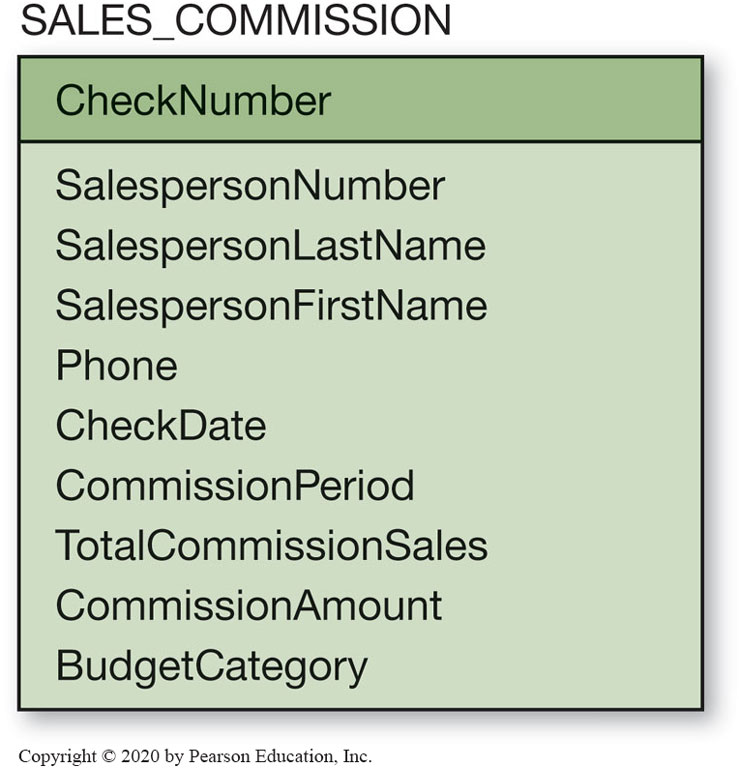 SALES_COMMISSION
CheckNumber
SalespersonNumber
SalespersonLastName
SalespersonFirstName
Phone
CheckDate
CommissionPeriod
TotalCommissionSales
CommissionAmount
BudgetCategory
Copyright © 2020 by Pearson Education, Inc.